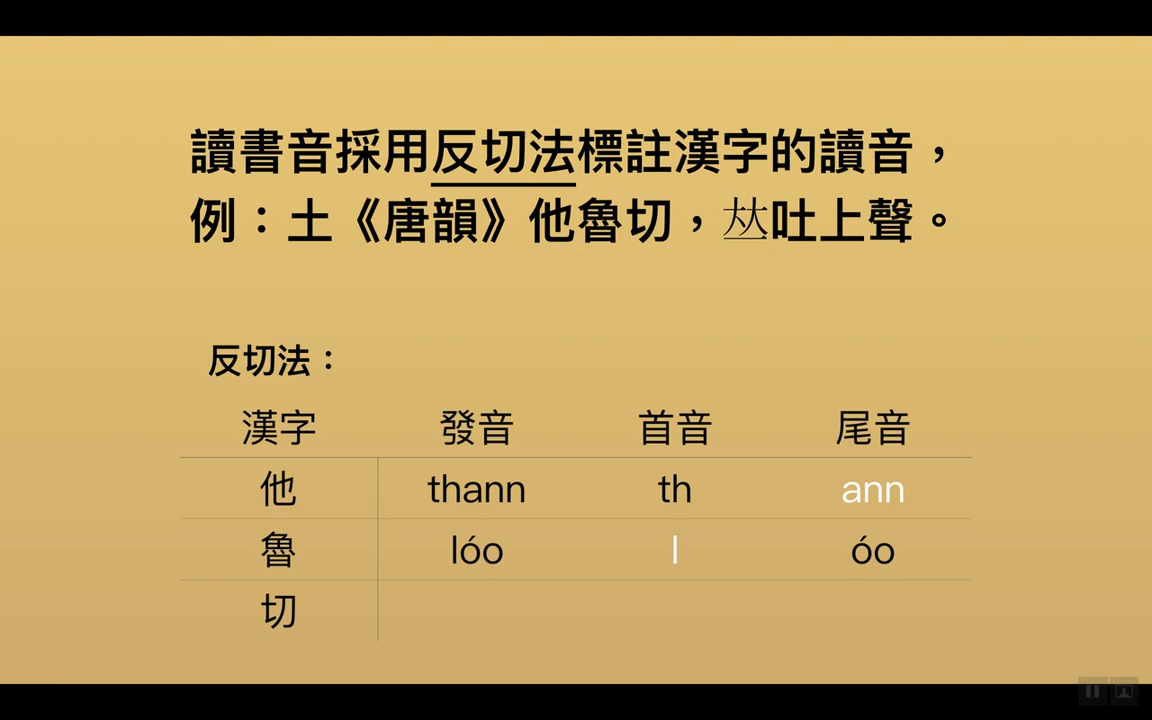 讀書音採用反切法標註漢字的讀音，
例：土《唐韻》他魯切，𠀤吐上聲。
反切法：
漢字 發音 首音 尾音
他 thann th ann
魯 lóo l óo
切